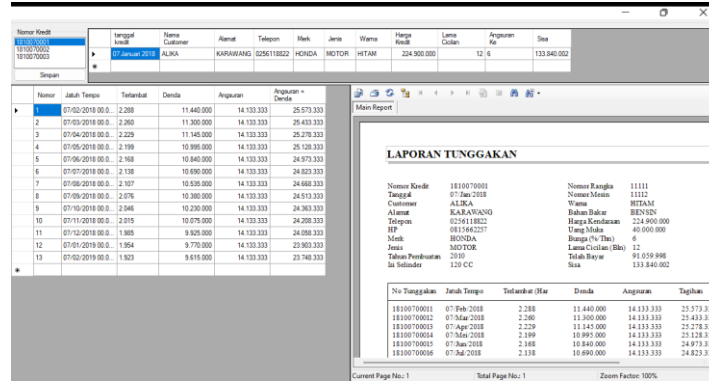 Nomor Kredit
1810070001
1810070002
1810070003
Simpan
tanggal kredit Nama Customer Alamat Telepon Merk Jenis Warna Harga Kredit Lama Cicilan Angsuran Ke Sisa
07 Januari 2018 ALIKA KARAWANG 0256118822 HONDA MOTOR HITAM 224.900.000 12 6 133.840.002
Nomor Jatuh Tempo Terlambat Denda Angsuran Angsuran + Denda
1 07/02/2018 00.0... 2.288 11.440.000 14.133.333 25.573.333
2 07/03/2018 00.0... 2.260 11.300.000 14.133.333 25.433.333
3 07/04/2018 00.0... 2.229 11.145.000 14.133.333 25.278.333
4 07/05/2018 00.0... 2.199 10.995.000 14.133.333 25.128.333
5 07/06/2018 00.0... 2.168 10.840.000 14.133.333 24.973.333
6 07/07/2018 00.0... 2.138 10.690.000 14.133.333 24.823.333
7 07/08/2018 00.0... 2.107 10.535.000 14.133.333 24.668.333
8 07/09/2018 00.0... 2.076 10.380.000 14.133.333 24.513.333
9 07/10/2018 00.0... 2.046 10.230.000 14.133.333 24.363.333
10 07/11/2018 00.0... 2.015 10.075.000 14.133.333 24.208.333
11 07/12/2018 00.0... 1.985 9.925.000 14.133.333 24.058.333
12 07/01/2019 00.0... 1.954 9.770.000 14.133.333 23.903.333
13 07/02/2019 00.0... 1.923 9.615.000 14.133.333 23.748.333
Main Report
LAPORAN TUNGGAKAN
Nomor Kredit 1810070001 Nomor Rangka 11111
Tanggal 07/Jan/2018 Nomor Mesin 11112
Customer ALIKA Warna HITAM
Alamat KARAWANG Bahan Bakar BENSIN
Telepon 0256118822 Harga Kendaraan 224.900.000
HP 0815662257 Uang Muka 40.000.000
Merk HONDA Bunga (%/Thn) 6
Jenis MOTOR Lama Cicilan (Bln) 12
Tahun Pembuatan 2010 Telah Bayar 91.059.998
Isi Selinder 120 CC Sisa 133.840.002
No Tunggakan Jatuh Tempo Terlambat (Har Denda Angsuran Tagihan
18100700011 07/Feb/2018 2.288 11.440.000 14.133.333 25.573.3
18100700012 07/Mar/2018 2.260 11.300.000 14.133.333 25.433.3
18100700013 07/Apr/2018 2.229 11.145.000 14.133.333 25.278.3
18100700014 07/Mei/2018 2.199 10.995.000 14.133.333 25.128.3
18100700015 07/Jun/2018 2.168 10.840.000 14.133.333 24.973.3
18100700016 07/Jul/2018 2.138 10.690.000 14.133.333 24.823.3
Current Page No.: 1 Total Page No.: 1 Zoom Factor: 100%